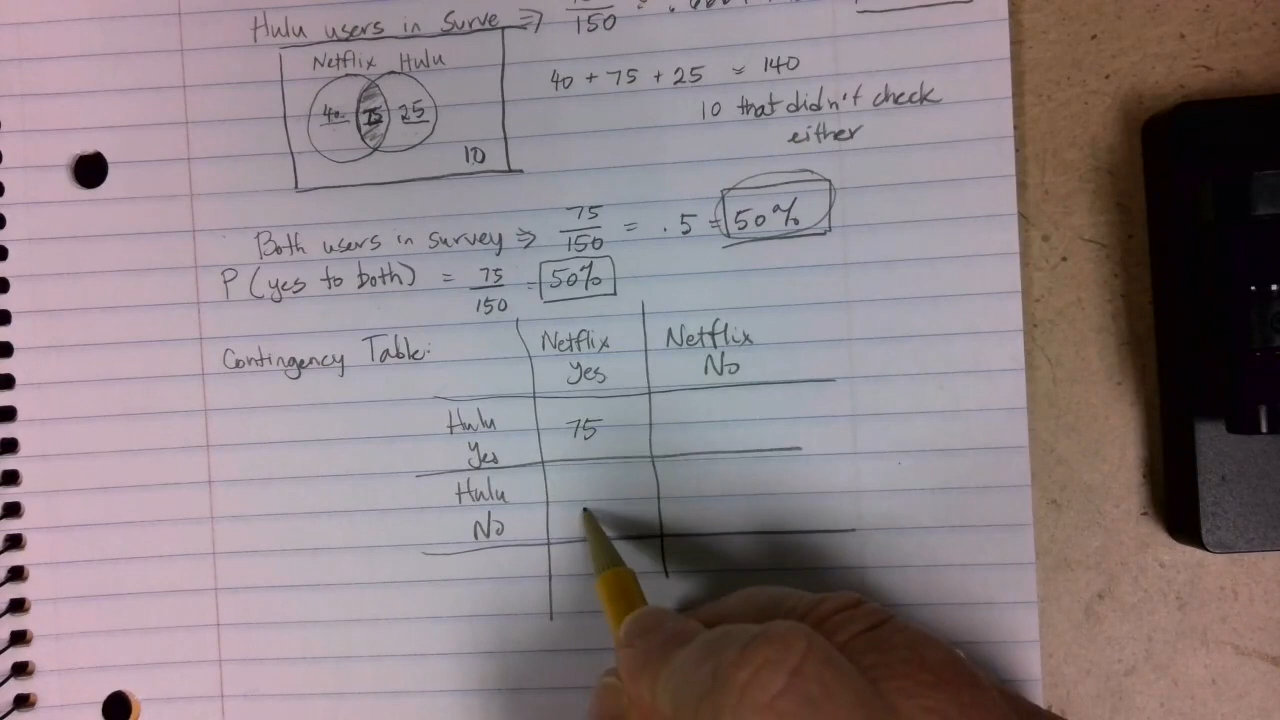 Hulu users in Surve ⇒ /150 =
Netflix Hulu
40 75 25
10
40 + 75 + 25 = 140
10 that didn't check
either
Both users in survey ⇒ 75/150 = .5 = 50%
P(yes to both) = 75/150 = 50%
Contingency Table:
Netflix Yes
Netflix No
Hulu Yes 75
Hulu No